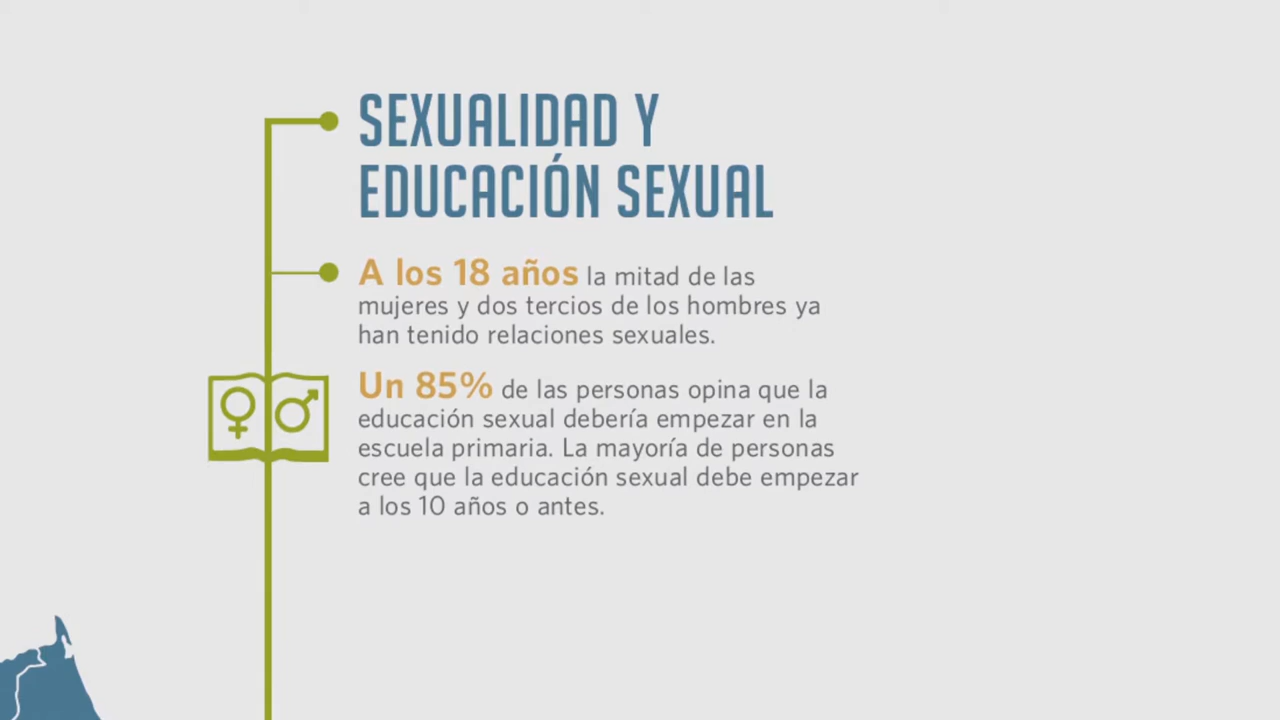 SEXUALIDAD Y
EDUCACIÓN SEXUAL
A los 18 años la mitad de las
mujeres y dos tercios de los hombres ya
han tenido relaciones sexuales.
Un 85% de las personas opina que la
educación sexual debería empezar en la
escuela primaria. La mayoría de personas
cree que la educación sexual debe empezar
a los 10 años o antes.